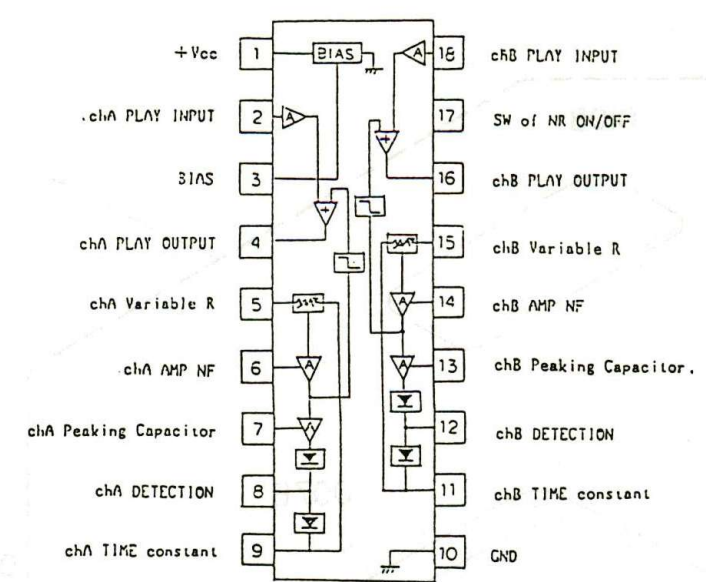 +Vcc 1 BIAS 18 chB PLAY INPUT
chA PLAY INPUT 2 A A 17 SW of NR ON/OFF
BIAS 3 + 16 chB PLAY OUTPUT
chA PLAY OUTPUT 4 + 15 chB Variable R
chA Variable R 5 A 14 chB AMP NF
chA AMP NF 6 A A 13 chB Peaking Capacitor.
chA Peaking Capacitor 7 12 chB DETECTION
chA DETECTION 8 11 chB TIME constant
chA TIME constant 9 10 GND